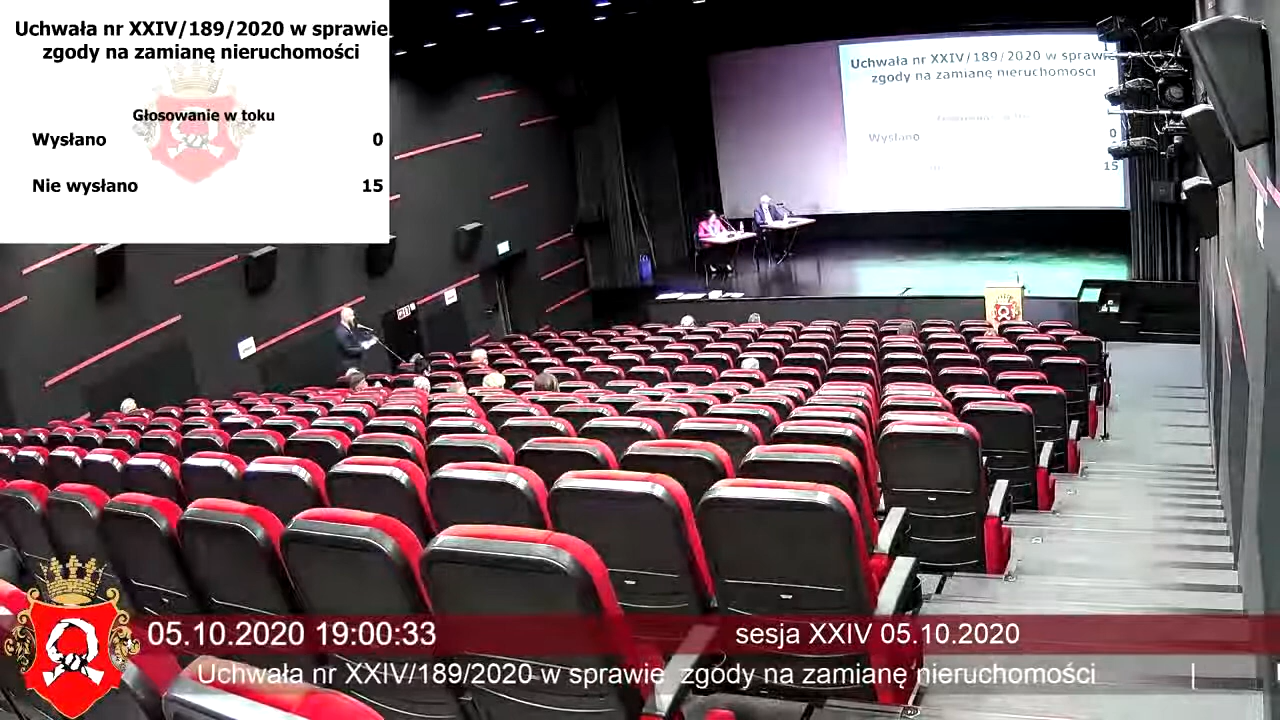 Uchwała nr XXIV/189/2020 w sprawie
zgody na zamianę nieruchomości
Głosowanie w toku
Wysłano 0
Nie wysłano 15
Uchwała nr XXIV/189/2020 w sprawie
zgody na zamianę nieruchomości
Wysłano 0
15
05.10.2020 19:00:33
sesja XXIV 05.10.2020
Uchwała nr XXIV/189/2020 w sprawie zgody na zamianę nieruchomości